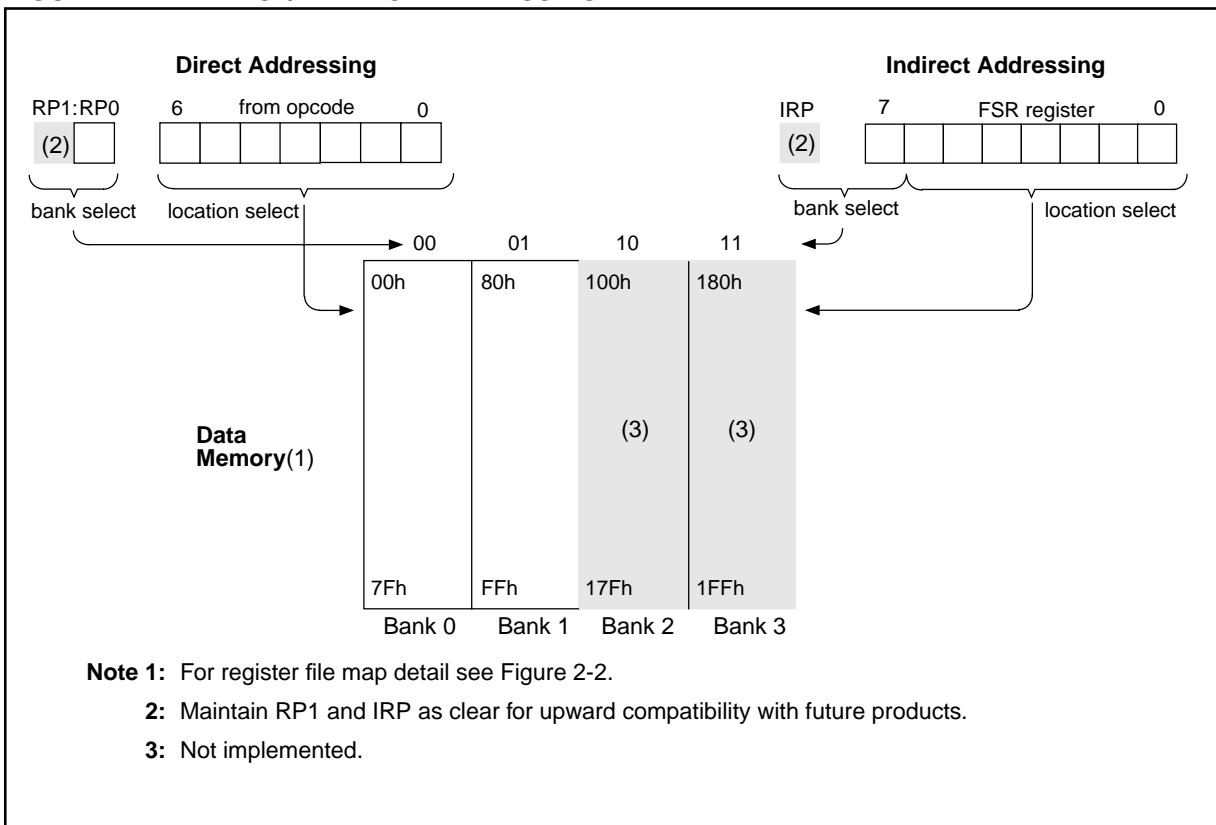 Direct Addressing
RP1:RP0 6 from opcode 0
(2)
bank select location select
Indirect Addressing
IRP 7 FSR register 0
(2)
bank select location select
00 01 10 11
00h 80h 100h 180h
(3) (3)
Data
Memory(1)
7Fh FFh 17Fh 1FFh
Bank 0 Bank 1 Bank 2 Bank 3
Note 1: For register file map detail see Figure 2-2.
2: Maintain RP1 and IRP as clear for upward compatibility with future products.
3: Not implemented.